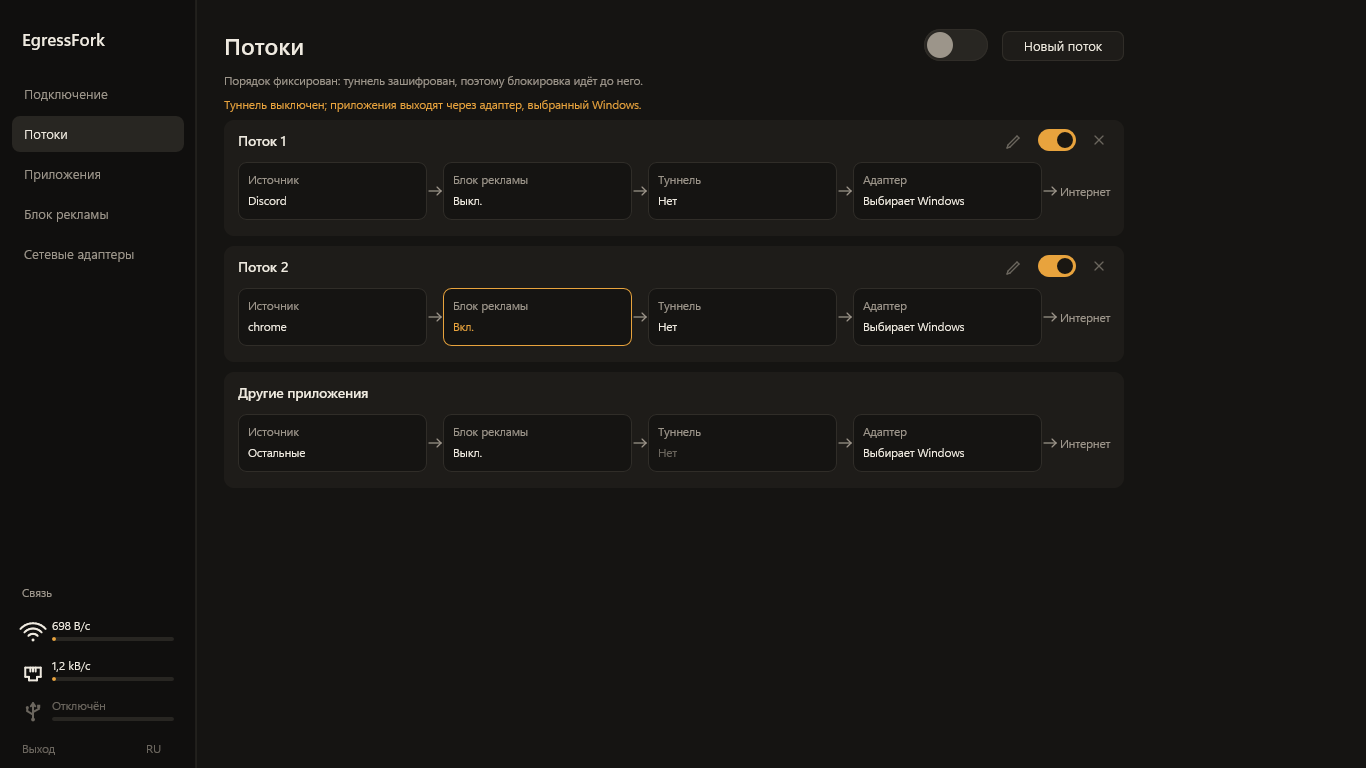 EgressFork
Подключение
Потоки
Приложения
Блок рекламы
Сетевые адаптеры
Связь
698 B/c
1,2 kB/c
Отключён
Выход
RU
Потоки
Новый поток
Порядок фиксирован: туннель зашифрован, поэтому блокировка идёт до него.
Туннель выключен; приложения выходят через адаптер, выбранный Windows.
Поток 1
Источник
Discord
Блок рекламы
Выкл.
Туннель
Нет
Адаптер
Выбирает Windows
Интернет
Поток 2
Источник
chrome
Блок рекламы
Вкл.
Туннель
Нет
Адаптер
Выбирает Windows
Интернет
Другие приложения
Источник
Остальные
Блок рекламы
Выкл.
Туннель
Нет
Адаптер
Выбирает Windows
Интернет